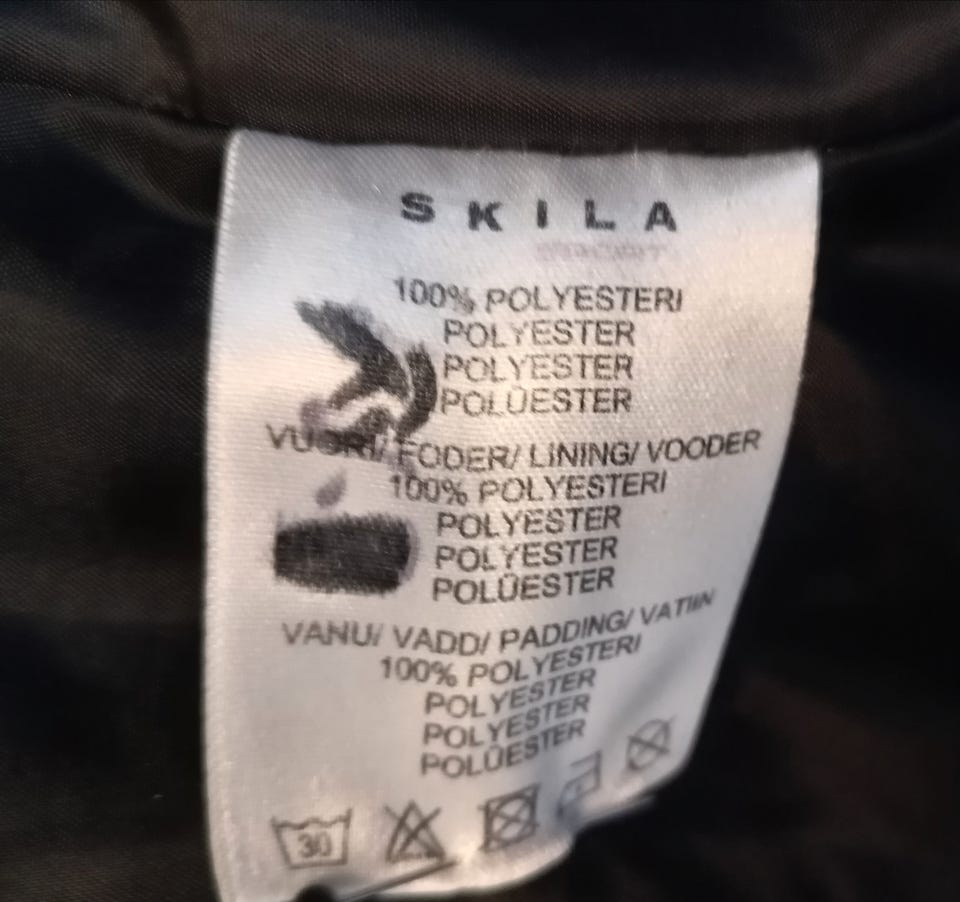 SKILA
100% POLYESTERI
POLYESTER
POLYESTER
POLÜESTER
VUORI/ FODER/ LINING/ VOODER
100% POLYESTERI
POLYESTER
POLYESTER
POLÜESTER
VANU/ VADD/ PADDING/ VATIIN
100% POLYESTERI
POLYESTER
POLYESTER
POLÜESTER
30